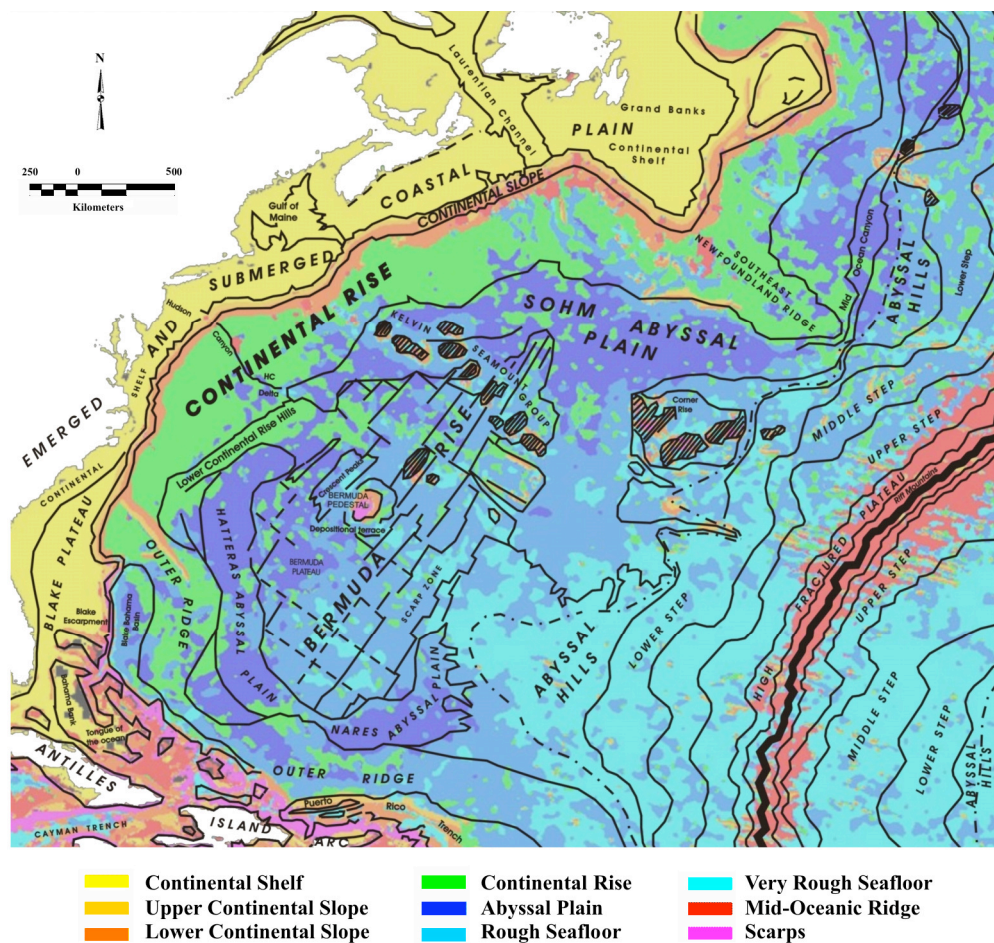 N
250 0 500
Kilometers
Laurentian Channel
Grand Banks
PLAIN
Continental
Shelf
COASTAL
CONTINENTAL SLOPE
Gulf of
Maine
SUBMERGED
EMERGED AND
Hudson
Canyon
SHELF
CONTINENTAL
CONTINENTAL RISE
HC
Delta
SOHM ABYSSAL
PLAIN
SOUTHEAST
NEWFOUNDLAND RIDGE
Mid Ocean Canyon
ABYSSAL
HILLS
Lower Step
KELVIN
SEAMOUNT GROUP
Corner
Rise
MIDDLE STEP
UPPER STEP
HIGH FRACTURED PLATEAU
Rift Mountains
UPPER STEP
Lower Continental Rise Hills
Crescent Peaks
BERMUDA
PEDESTAL
Depositional terrace
BERMUDA
PLATEAU
BERMUDA RISE
SCARP ZONE
HATTERAS ABYSSAL PLAIN
OUTER RIDGE
BLAKE PLATEAU
Blake
Escarpment
Blake Bahama
Basin
Bahama Bank
Tongue of
the ocean
NARES ABYSSAL PLAIN
ABYSSAL
HILLS
LOWER STEP
MIDDLE STEP
LOWER STEP
ABYSSAL
HILLS
OUTER RIDGE
ANTILLES
ISLAND
ARC
Puerto Rico Trench
CAYMAN TRENCH
Continental Shelf
Upper Continental Slope
Lower Continental Slope
Continental Rise
Abyssal Plain
Rough Seafloor
Very Rough Seafloor
Mid-Oceanic Ridge
Scarps